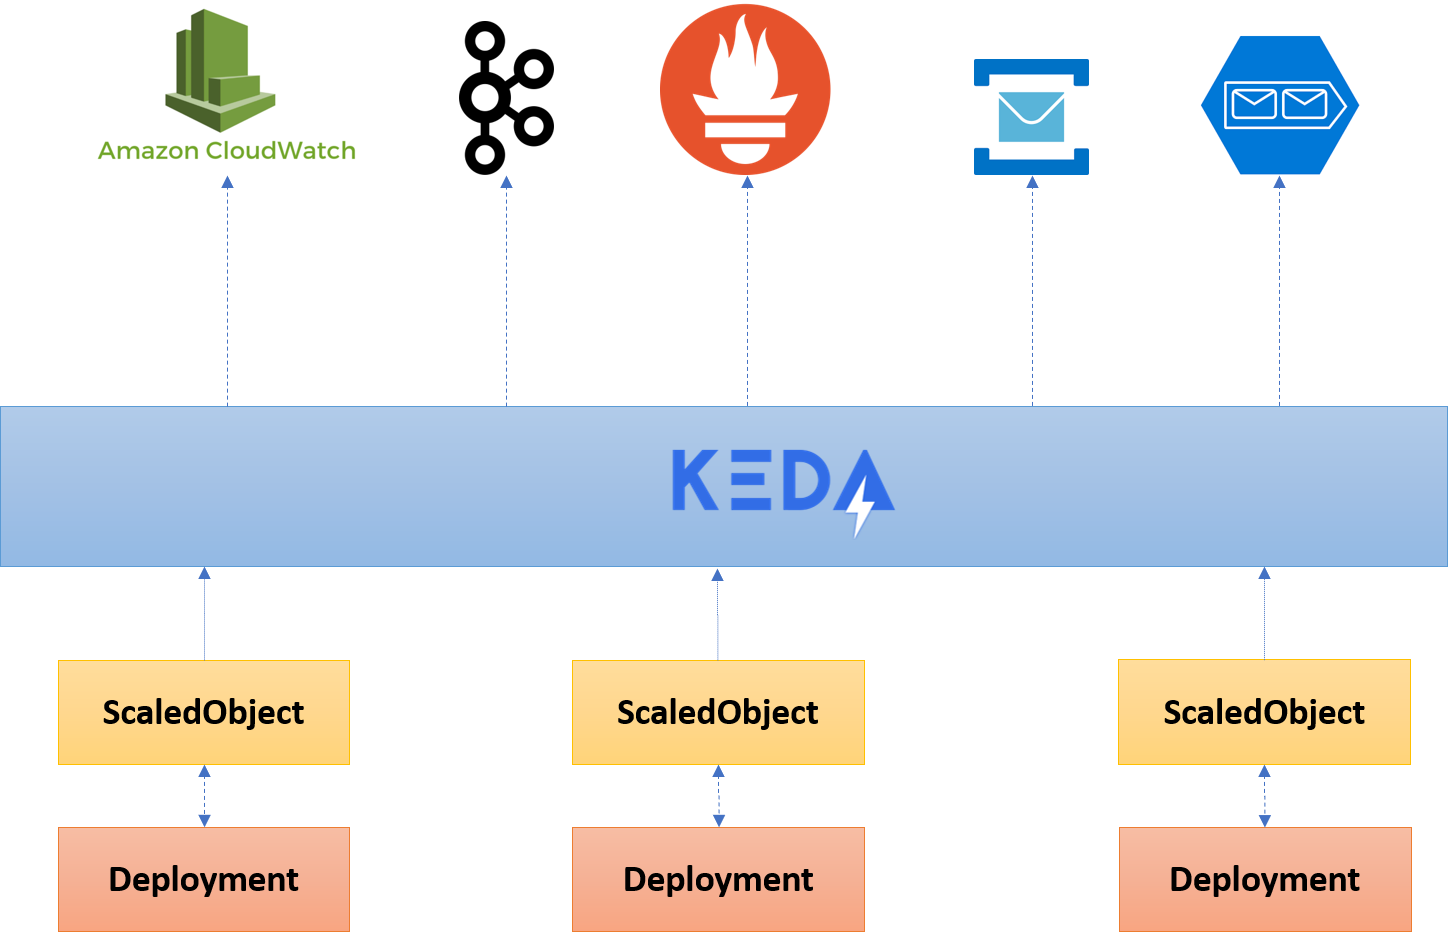 Amazon CloudWatch
KEDA
ScaledObject
ScaledObject
ScaledObject
Deployment
Deployment
Deployment